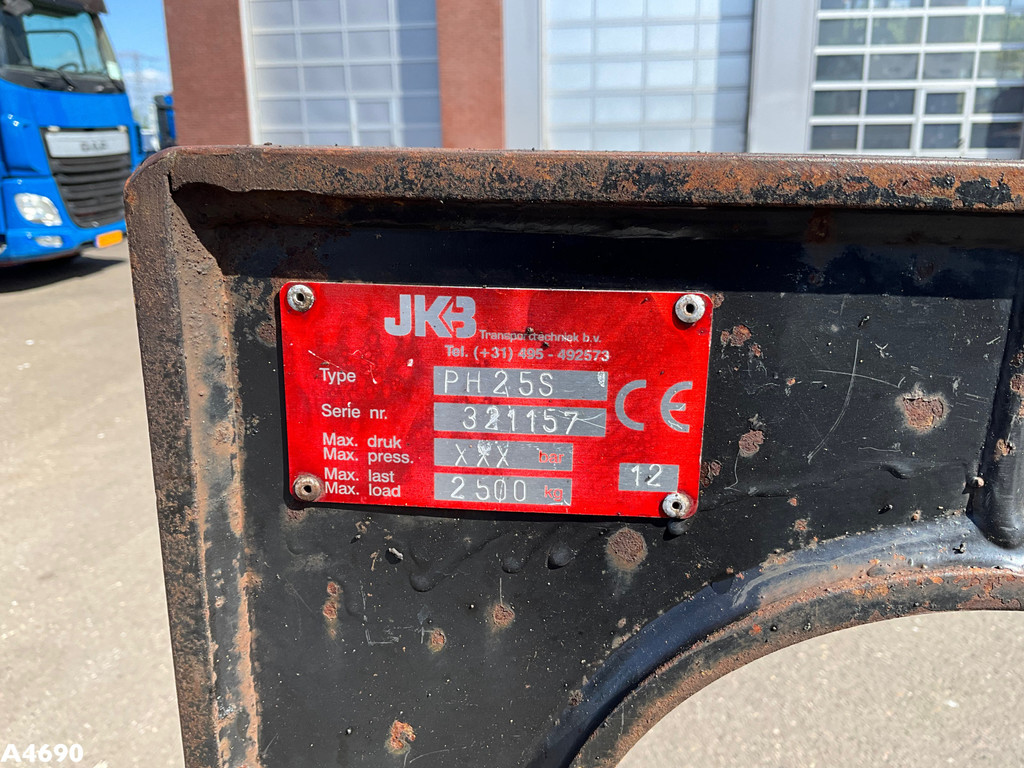 DAF
JKB
Transporttechniek b.v.
Tel. (+31) 495 - 492573
Type PH25S
Serie nr. 321157
CE
Max. druk
Max. press. XXX bar
Max. last
Max. load 2500 kg
12
A4690